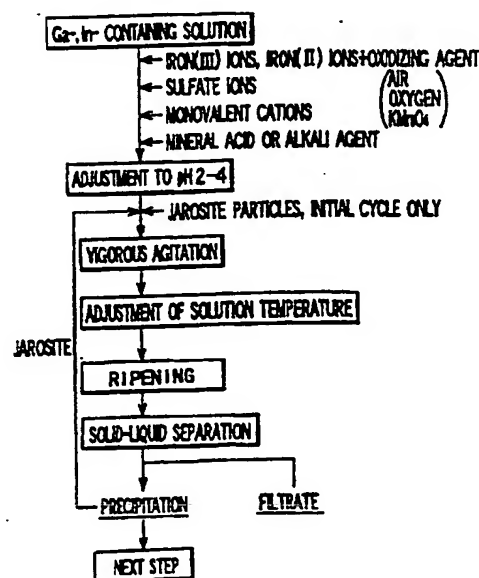 Ga-, In- CONTAINING SOLUTION
IRON(III) IONS, IRON(II) IONS+OXIDIZING AGENT
SULFATE IONS
AIR
OXYGEN
KMnO4
MONOVALENT CATIONS
MINERAL ACID OR ALKALI AGENT
ADJUSTMENT TO pH 2-4
JAROSITE PARTICLES, INITIAL CYCLE ONLY
VIGOROUS AGITATION
ADJUSTMENT OF SOLUTION TEMPERATURE
JAROSITE
RIPENING
SOLID-LIQUID SEPARATION
PRECIPITATION
FILTRATE
NEXT STEP